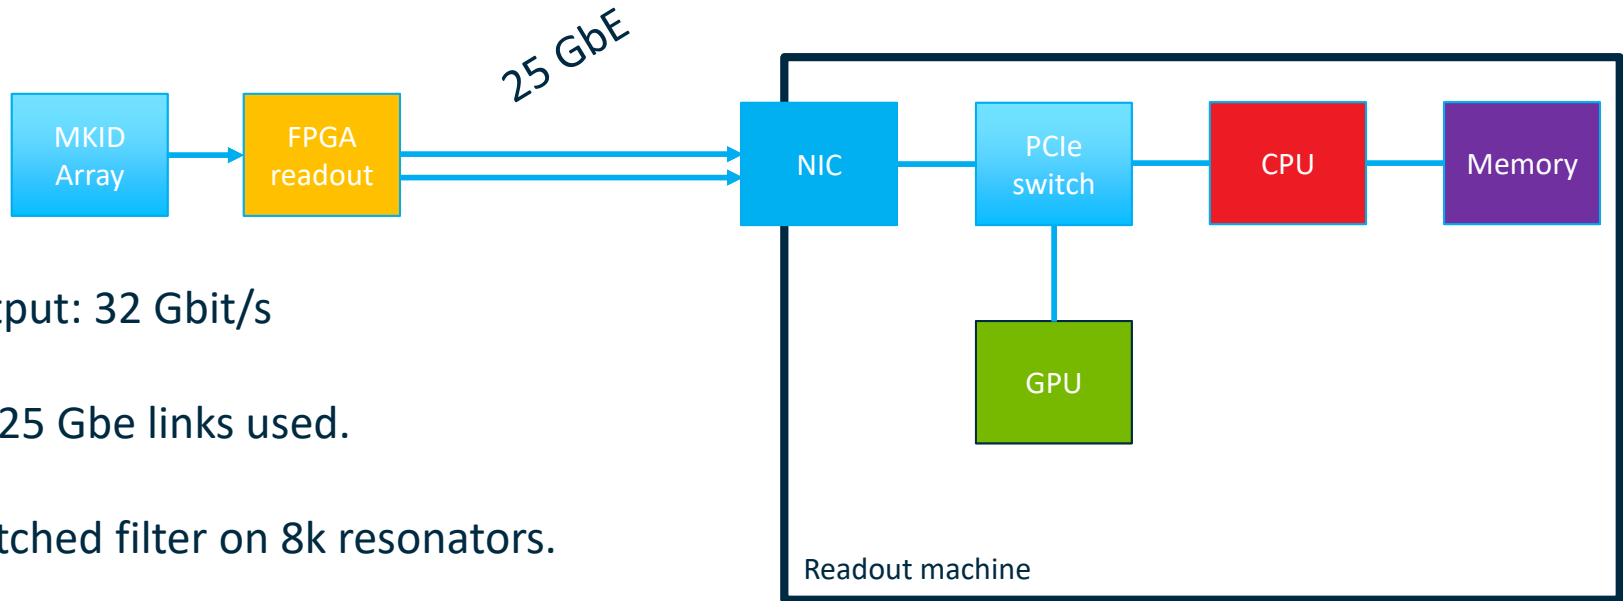 25 GbE
MKID
Array
FPGA
readout
NIC
PCIe
switch
CPU
Memory
GPU
tput: 32 Gbit/s
25 Gbe links used.
tched filter on 8k resonators.
Readout machine